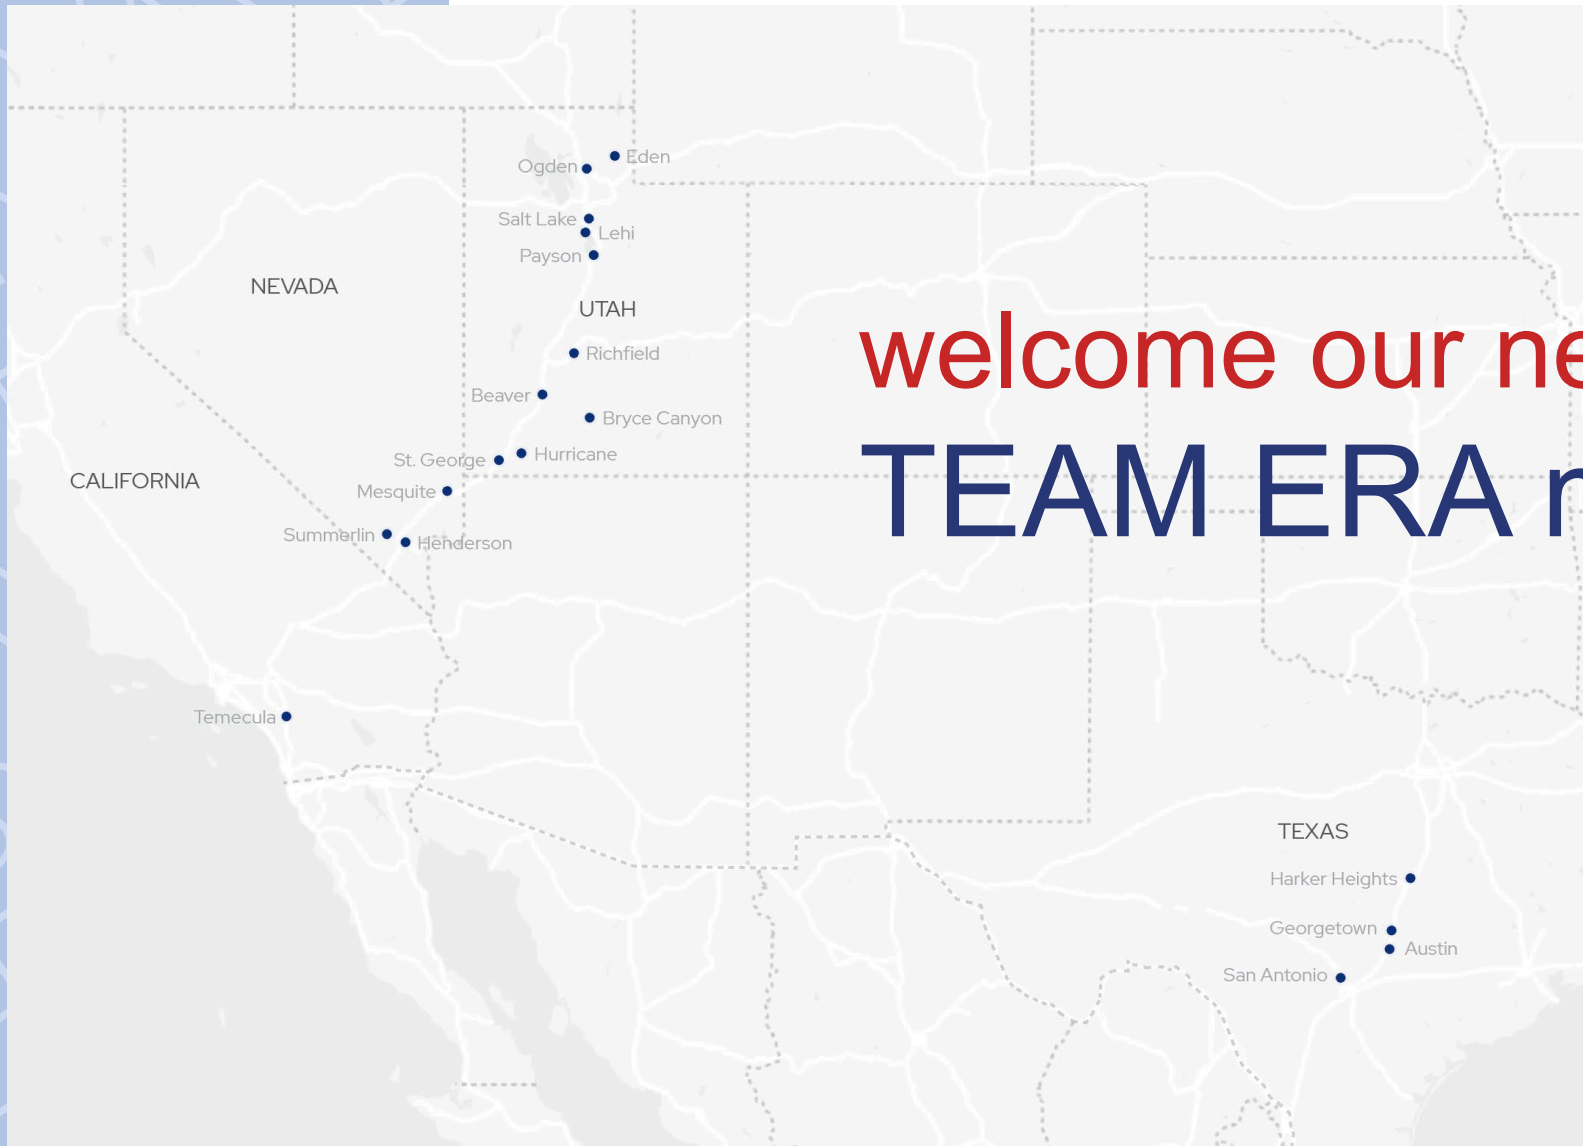 Ogden
Eden
Salt Lake
Lehi
Payson
NEVADA
UTAH
welcome our
Richfield
Beaver
Bryce Canyon
TEAM ERA
St. George
Hurricane
CALIFORNIA
Mesquite
Summerlin
Henderson
Temecula
TEXAS
Harker Heights
Georgetown
Austin
San Antonio